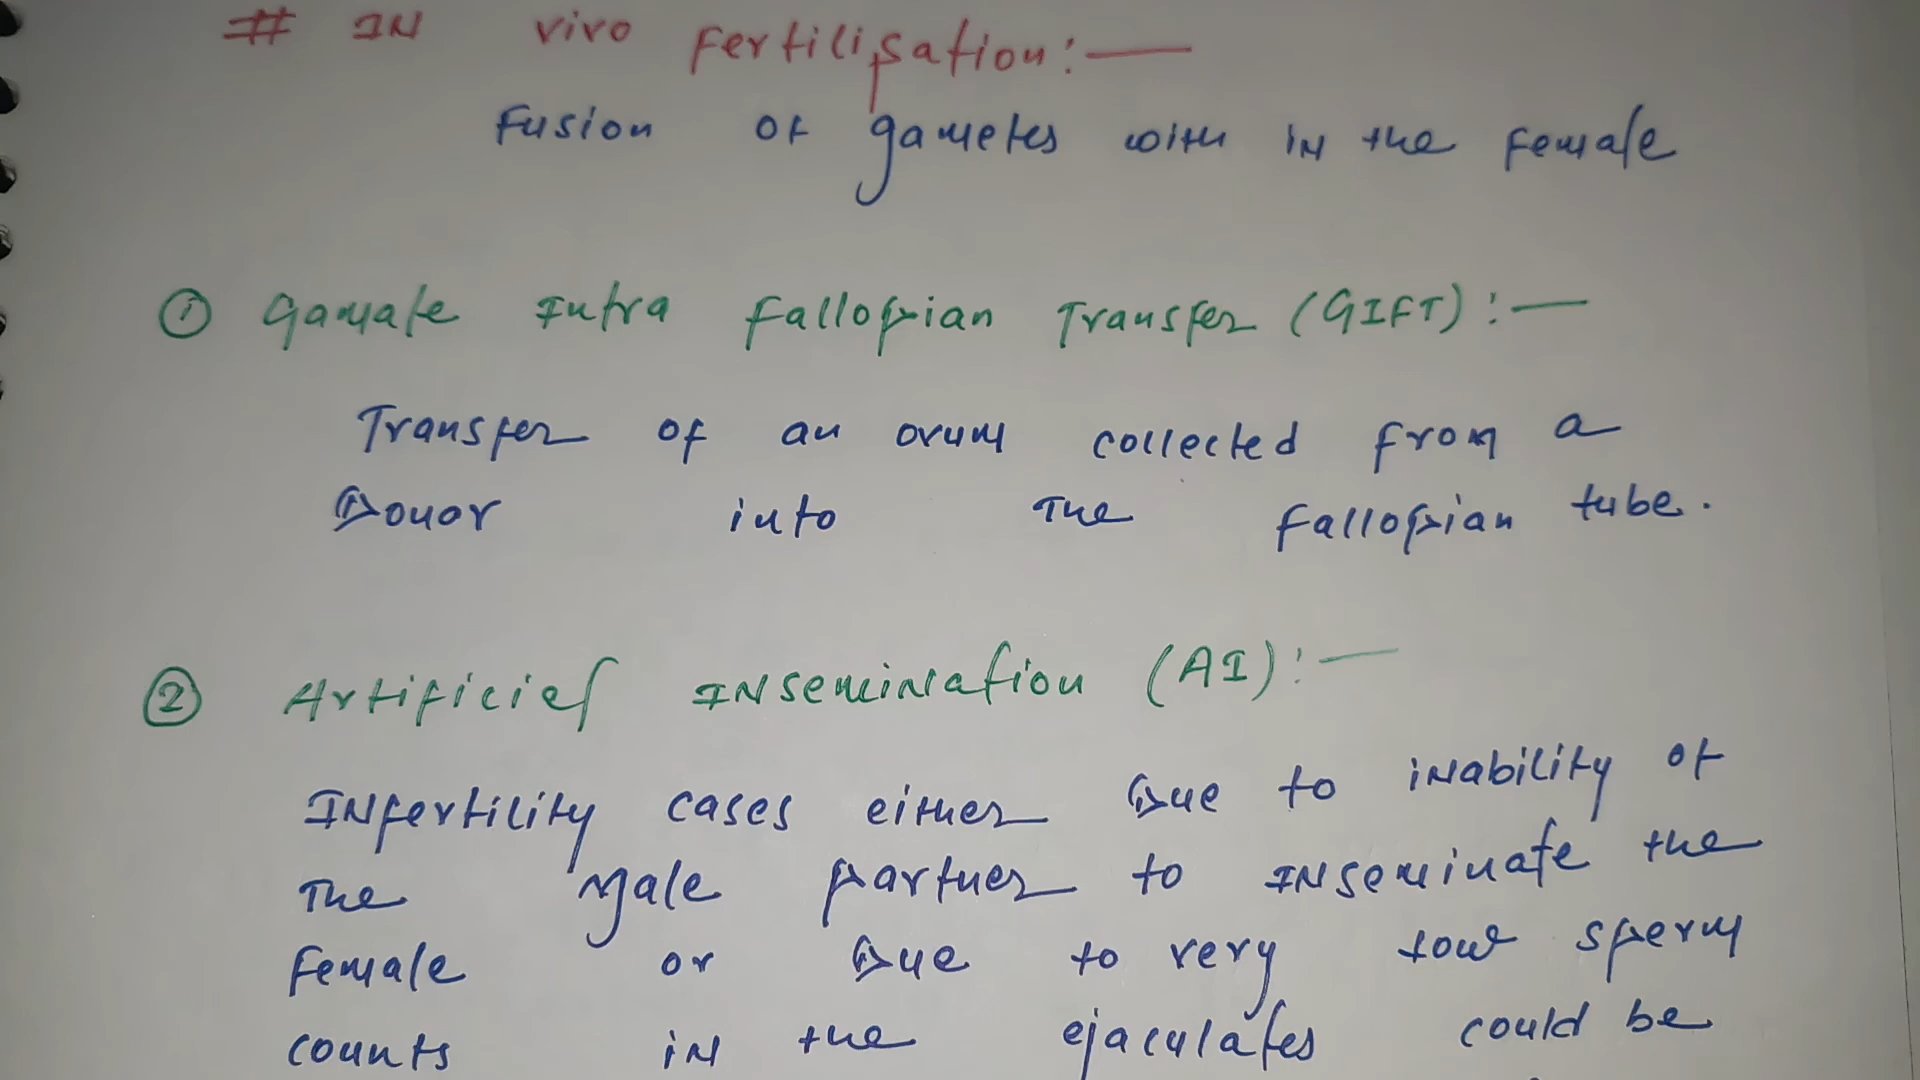 # IN vivo Fertilisation:—
Fusion of gametes with in the female
① Gamate Intra Fallopian Transfer (GIFT):—
Transfer of an ovum collected from a
Donor into The Fallopian tube.
② Artificial INsemination (AI):—
INfertility cases either Due to inability of
The Male partner to INseminate the
Female or Due to very low sperm
counts in the ejaculates could be